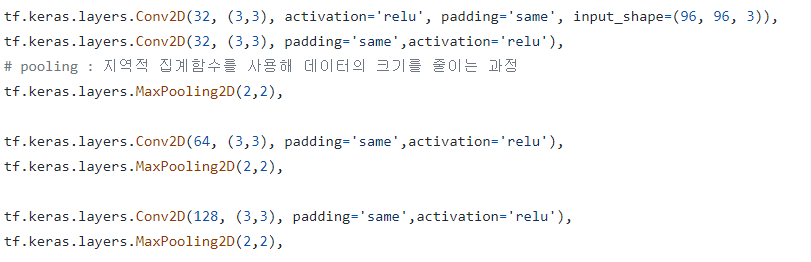 tf.keras.layers.Conv2D(32, (3,3), activation='relu', padding='same', input_shape=(96, 96, 3)),
tf.keras.layers.Conv2D(32, (3,3), padding='same',activation='relu'),
# pooling : 지역적 집계함수를 사용해 데이터의 크기를 줄이는 과정
tf.keras.layers.MaxPooling2D(2,2),
tf.keras.layers.Conv2D(64, (3,3), padding='same',activation='relu'),
tf.keras.layers.MaxPooling2D(2,2),
tf.keras.layers.Conv2D(128, (3,3), padding='same',activation='relu'),
tf.keras.layers.MaxPooling2D(2,2),